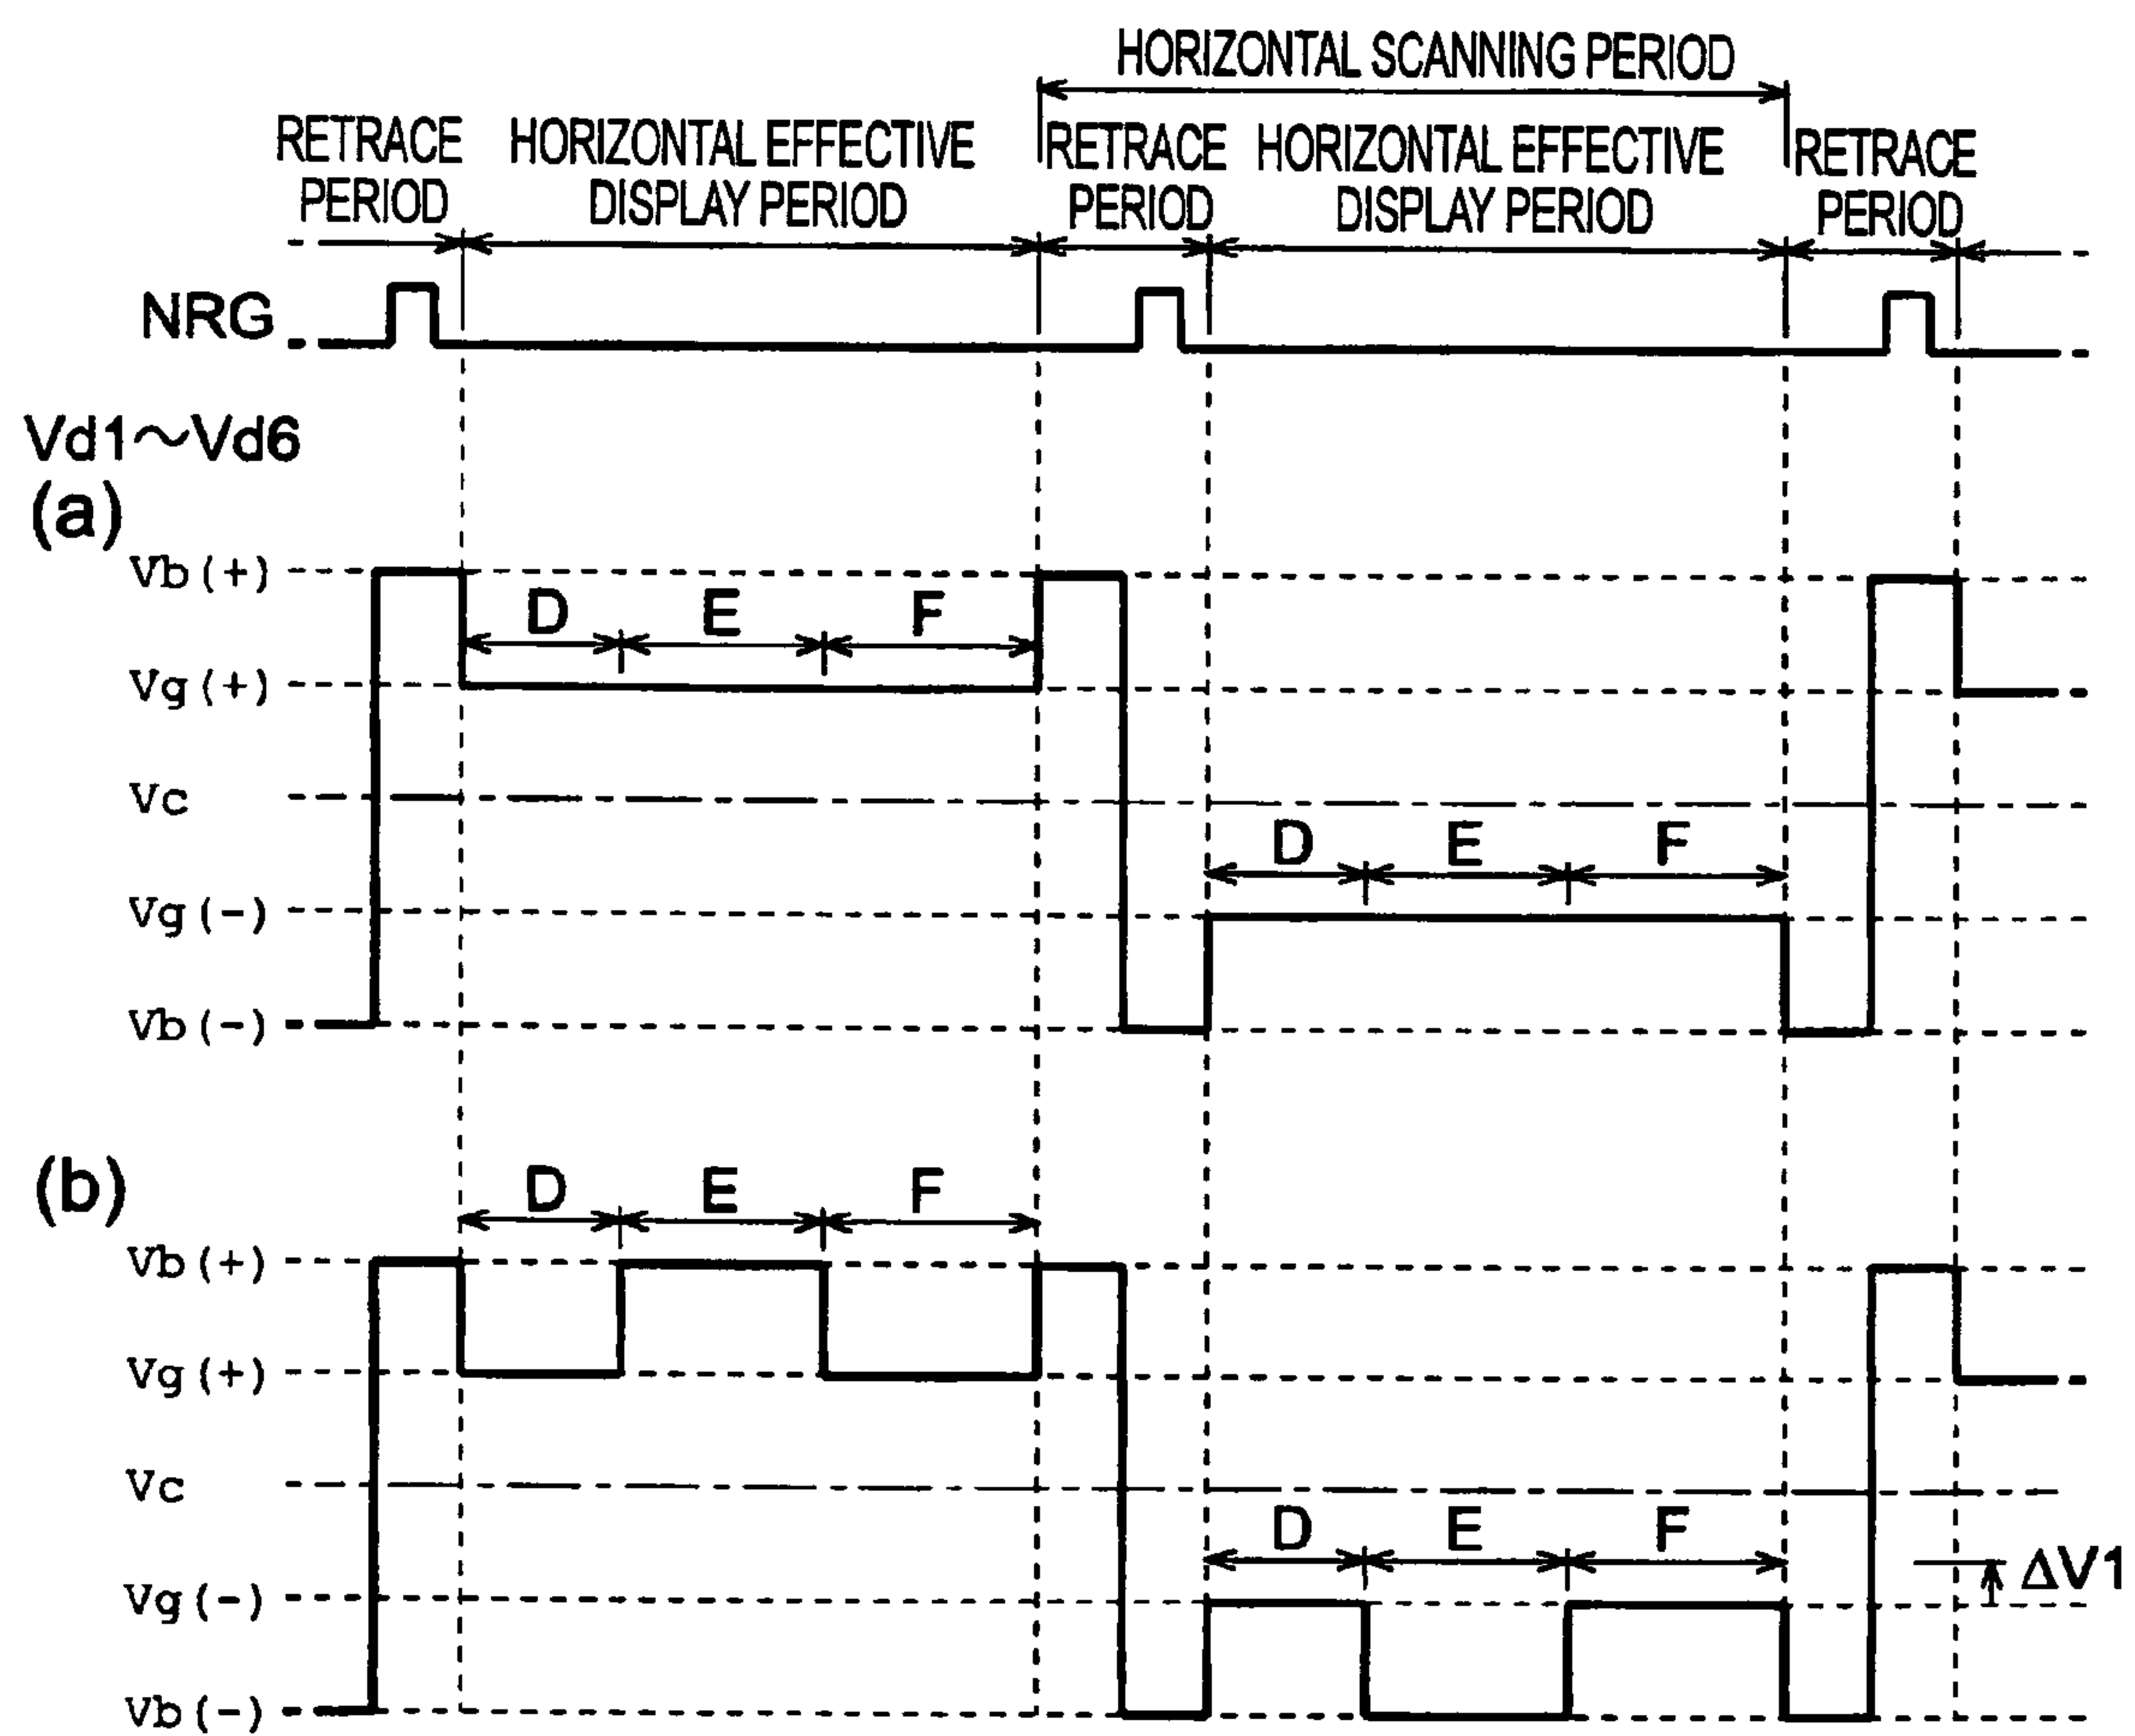 HORIZONTAL SCANNING PERIOD
RETRACE PERIOD
HORIZONTAL EFFECTIVE DISPLAY PERIOD
RETRACE PERIOD
HORIZONTAL EFFECTIVE DISPLAY PERIOD
RETRACE PERIOD
NRG
Vd1～Vd6
(a)
Vb(+)
D E F
Vg(+)
Vc
D E F
Vg(-)
Vb(-)
(b)
D E F
Vb(+)
Vg(+)
Vc
D E F
ΔV1
Vg(-)
Vb(-)